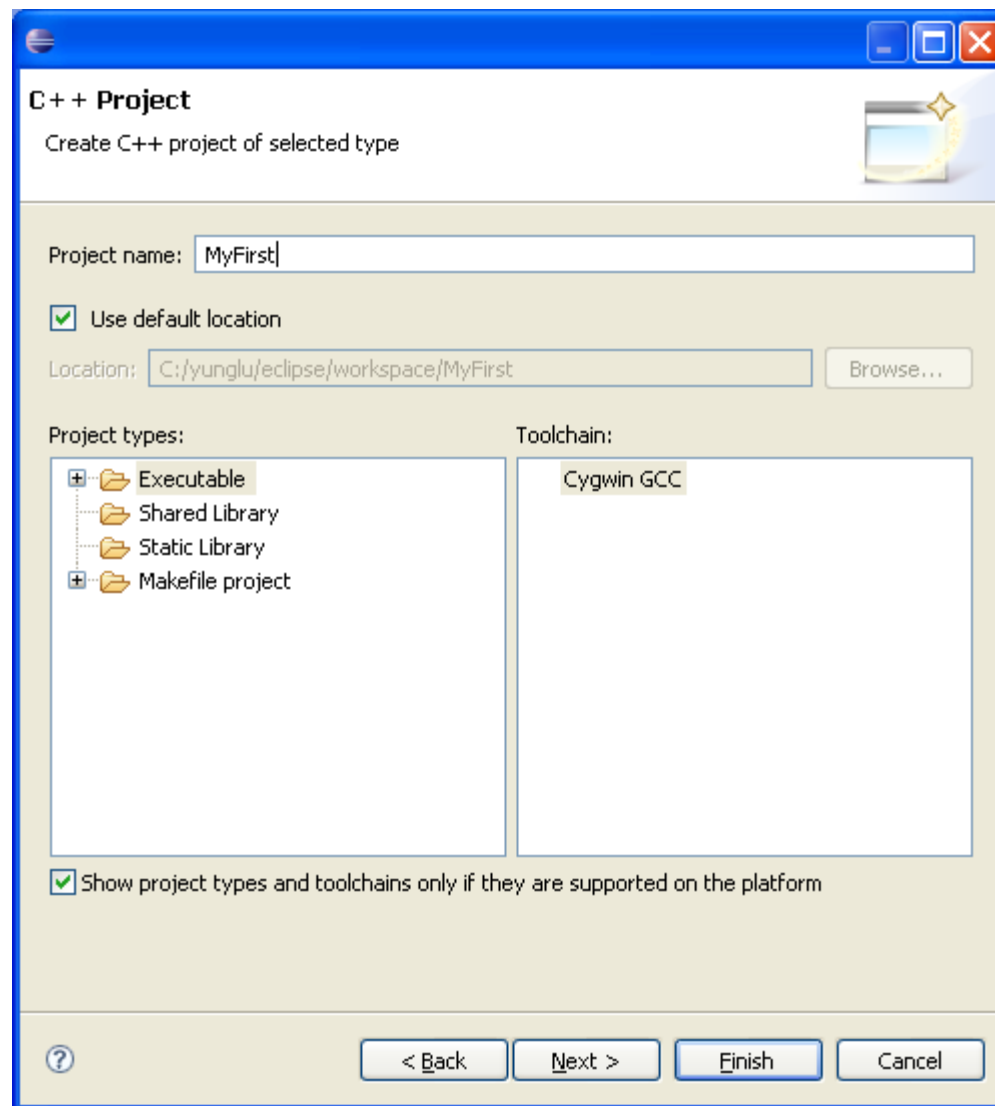 C++ Project
Create C++ project of selected type
Project name: MyFirst
Use default location
Location: C:/yunglu/eclipse/workspace/MyFirst Browse...
Project types: Toolchain:
Executable Cygwin GCC
Shared Library
Static Library
Makefile project
Show project types and toolchains only if they are supported on the platform
< Back Next > Finish Cancel